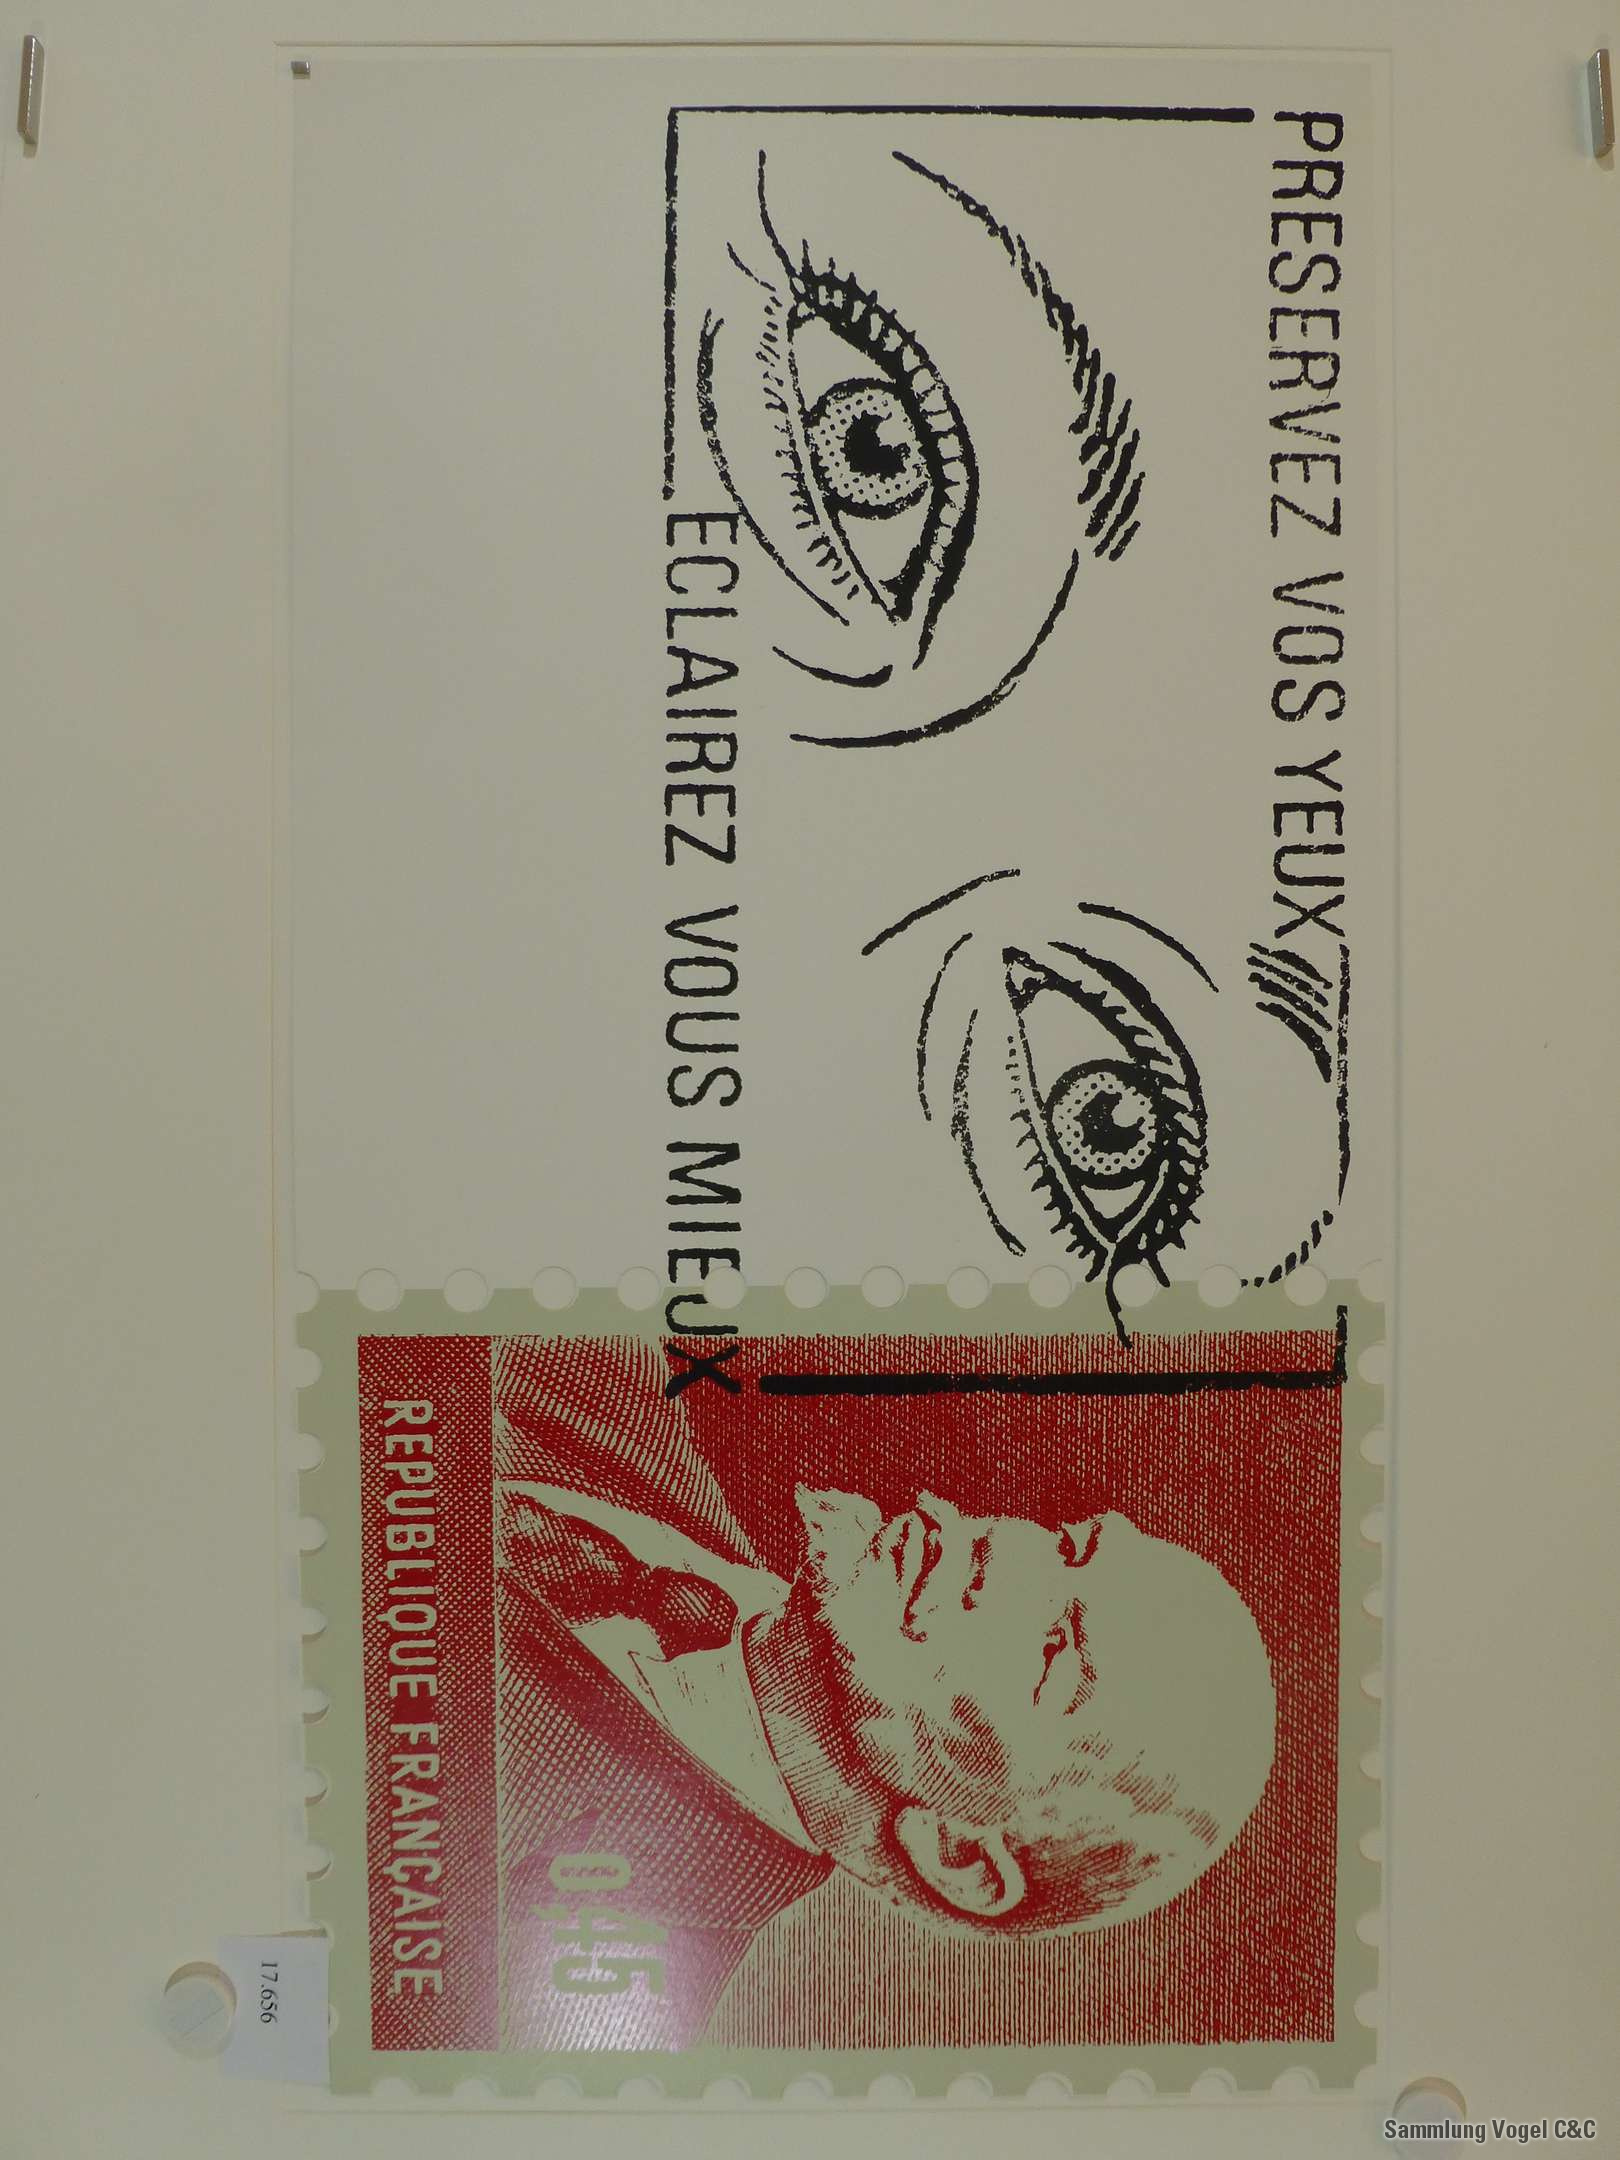 PRESERVEZ VOS YEUX
ECLAIREZ VOUS MIEUX
0,45
REPUBLIQUE FRANÇAISE
17.656
Sammlung Vogel C&C